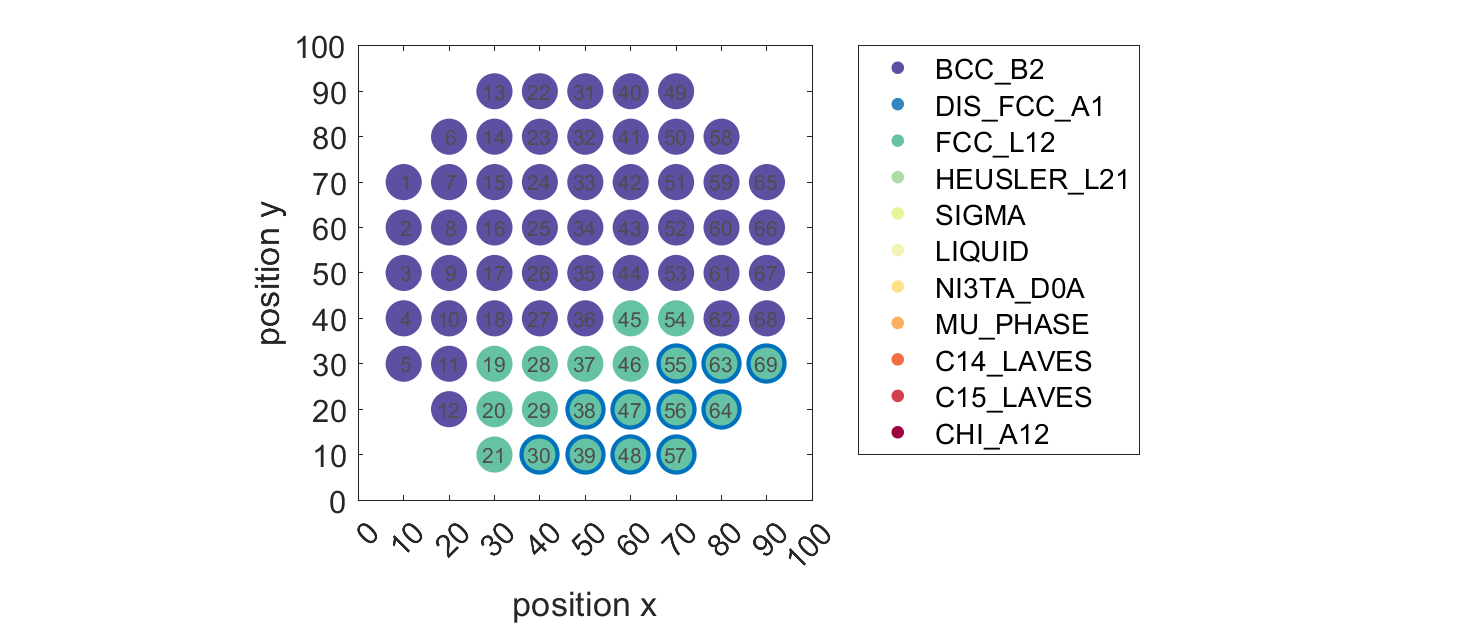 100
90
80
70
60
50
40
30
20
10
0
position y
13 22 31 40 49
6 14 23 32 41 50 58
1 7 15 24 33 42 51 59 65
2 8 16 25 34 43 52 60 66
3 9 17 26 35 44 53 61 67
4 10 18 27 36 45 54 62 68
5 11 19 28 37 46 55 63 69
12 20 29 38 47 56 64
21 30 39 48 57
0 10 20 30 40 50 60 70 80 90 100
position x
BCC_B2
DIS_FCC_A1
FCC_L12
HEUSLER_L21
SIGMA
LIQUID
NI3TA_D0A
MU_PHASE
C14_LAVES
C15_LAVES
CHI_A12